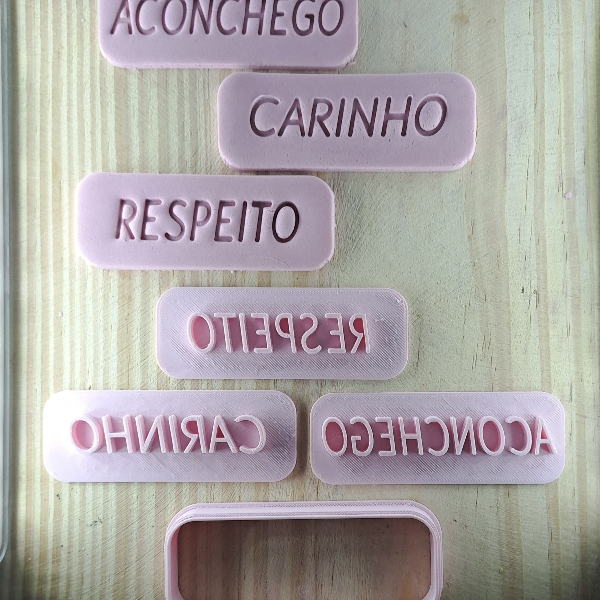 ACONCHEGO
CARINHO
RESPEITO
RESPEITO
CARINHO
ACONCHEGO